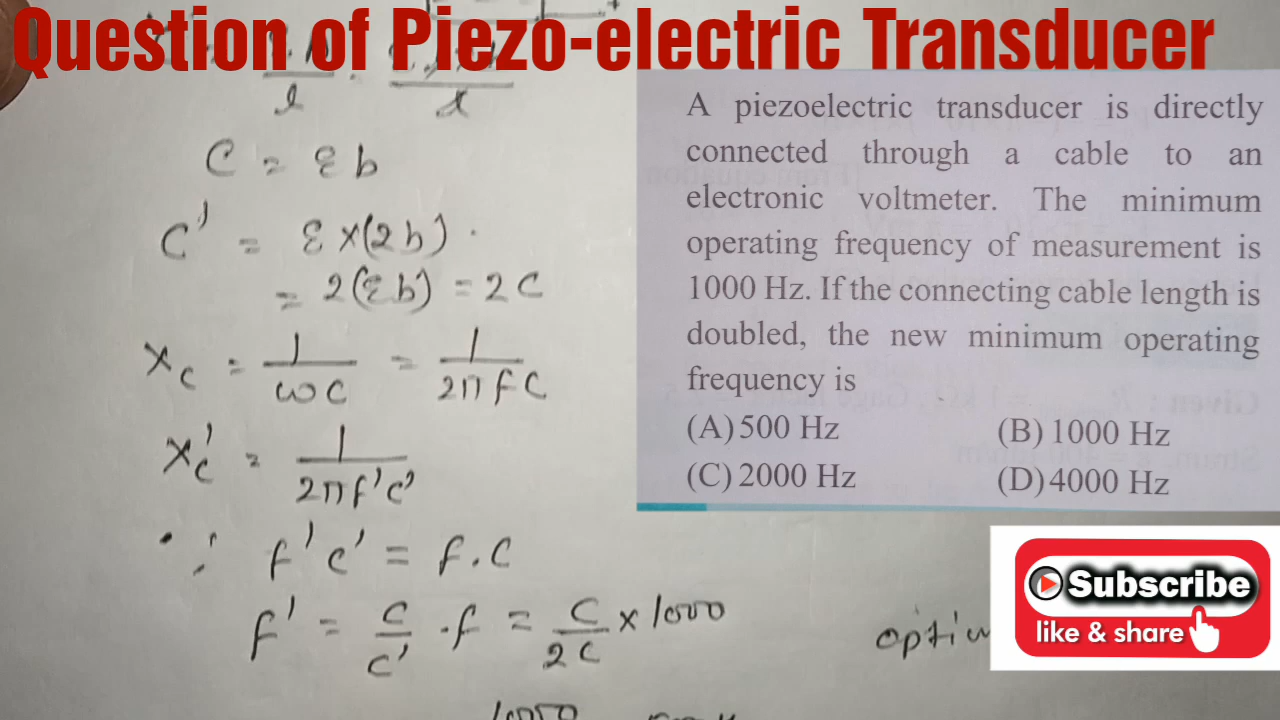 Question of Piezo-electric Transducer
C = εb
C' = ε×(2b).
= 2(εb) = 2C
Xc = 1/ωC = 1/2πfC
Xc' = 1/2πf'C'
∵ f'C' = f.C
f' = C/C' .f = C/2C × 1000
1000
A piezoelectric transducer is directly
connected through a cable to an
electronic voltmeter. The minimum
operating frequency of measurement is
1000 Hz. If the connecting cable length is
doubled, the new minimum operating
frequency is
(A) 500 Hz (B) 1000 Hz
(C) 2000 Hz (D) 4000 Hz
Subscribe
like & share